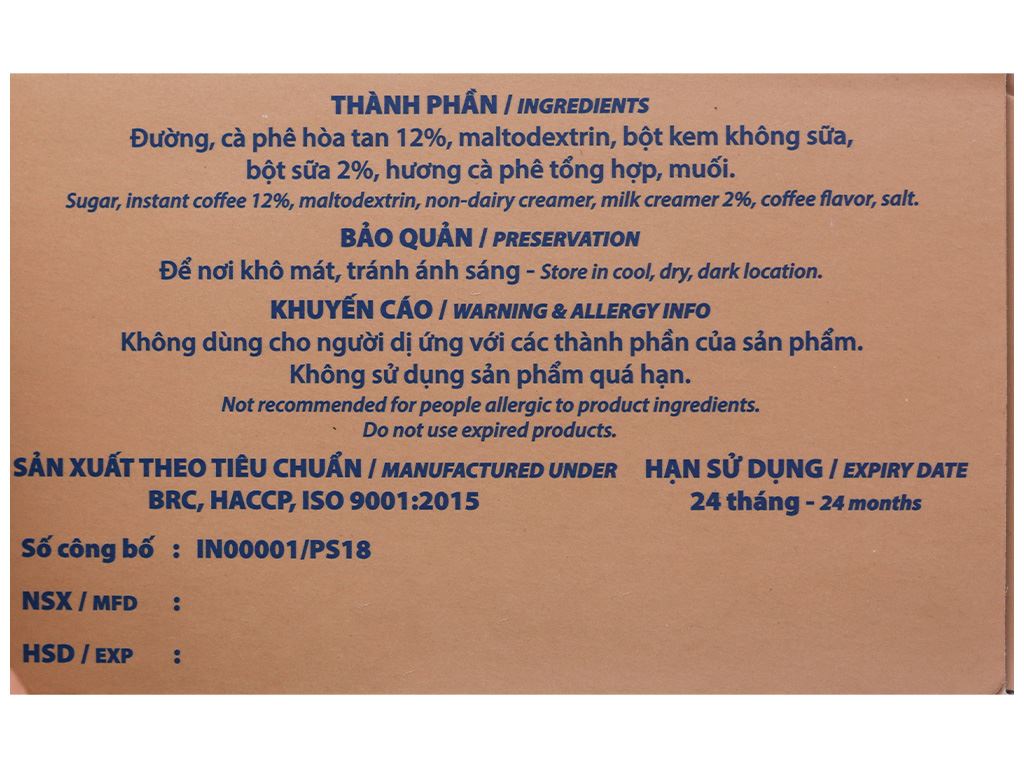 THÀNH PHẦN / INGREDIENTS
Đường, cà phê hòa tan 12%, maltodextrin, bột kem không sữa,
bột sữa 2%, hương cà phê tổng hợp, muối.
Sugar, instant coffee 12%, maltodextrin, non-dairy creamer, milk creamer 2%, coffee flavor, salt.
BẢO QUẢN / PRESERVATION
Để nơi khô mát, tránh ánh sáng - Store in cool, dry, dark location.
KHUYẾN CÁO / WARNING & ALLERGY INFO
Không dùng cho người dị ứng với các thành phần của sản phẩm.
Không sử dụng sản phẩm quá hạn.
Not recommended for people allergic to product ingredients.
Do not use expired products.
SẢN XUẤT THEO TIÊU CHUẨN / MANUFACTURED UNDER
BRC, HACCP, ISO 9001:2015
HẠN SỬ DỤNG / EXPIRY DATE
24 tháng - 24 months
Số công bố : IN00001/PS18
NSX / MFD :
HSD / EXP :